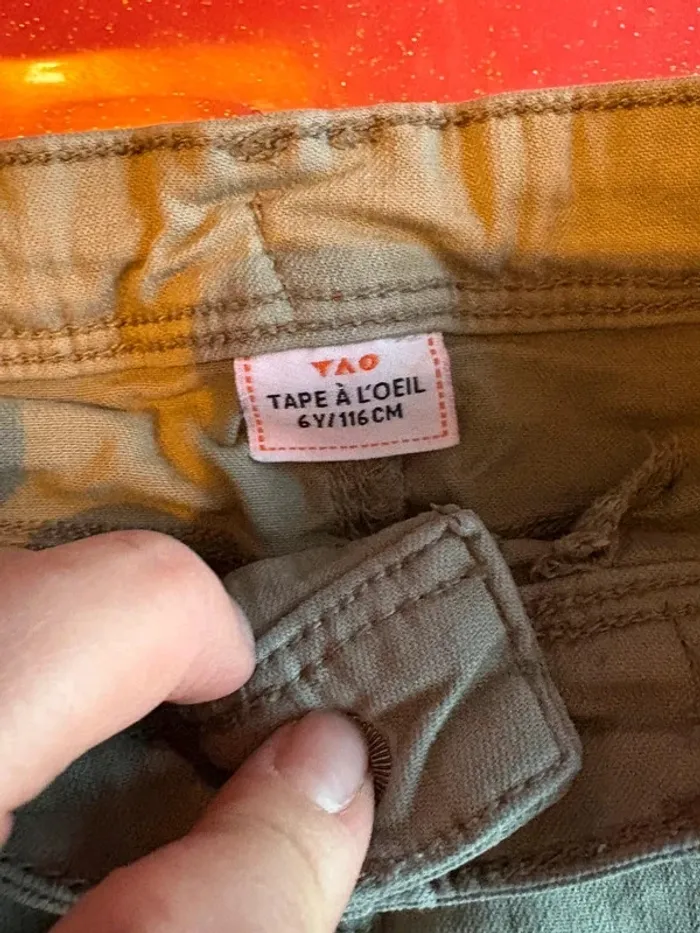 TAO
TAPE À L'OEIL
6Y/116CM